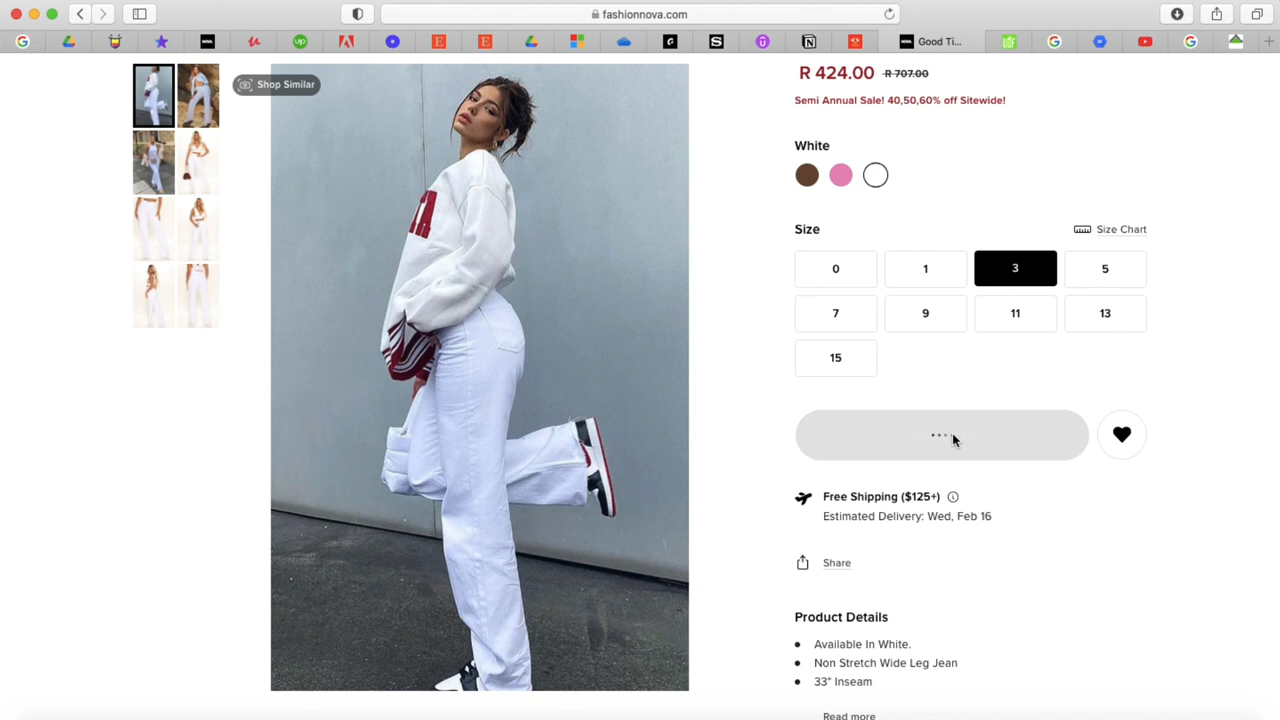 fashionnova.com
Good Ti...
Shop Similar
R 424.00 R 707.00
Semi Annual Sale! 40,50,60% off Sitewide!
White
Size Size Chart
0 1 3 5
7 9 11 13
15
Free Shipping ($125+)
Estimated Delivery: Wed, Feb 16
Share
Product Details
Available In White.
Non Stretch Wide Leg Jean
33" Inseam
Read more